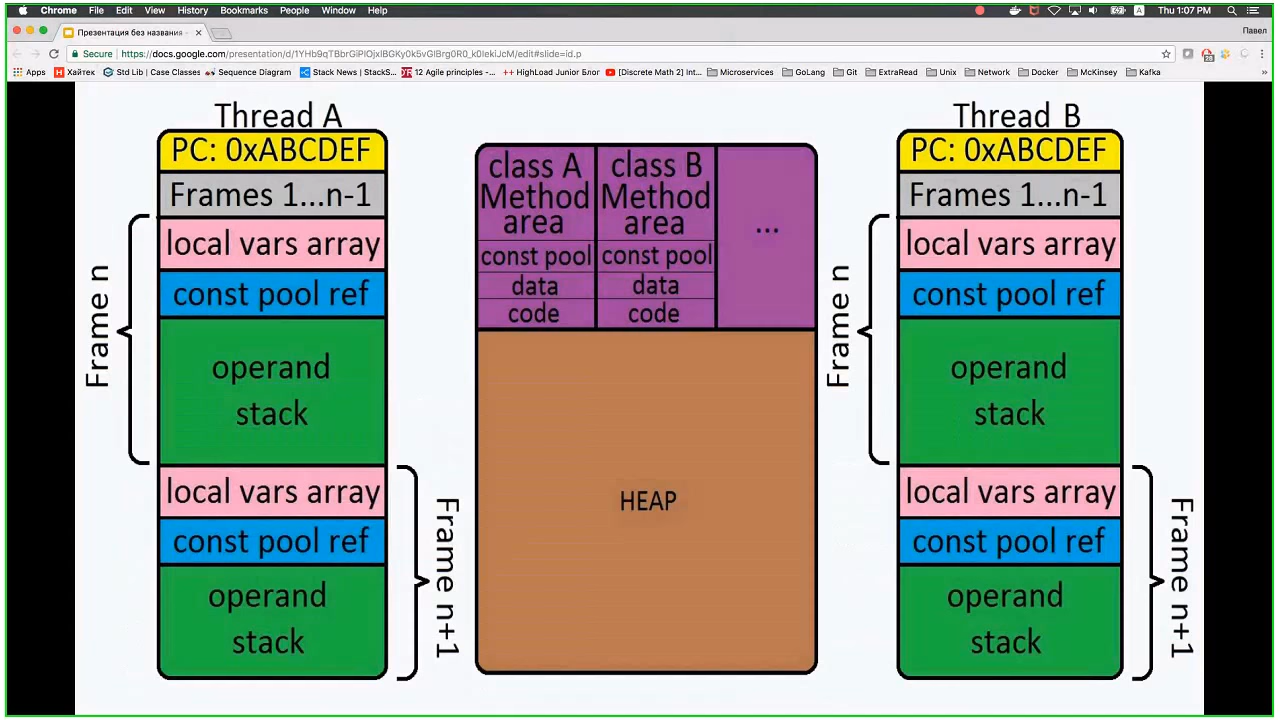 Chrome File Edit View History Bookmarks People Window Help
Thu 1:07 PM
Презентация без названия -
Павел
Secure
https://docs.google.com/presentation/d/1YHb9qTBbrGiPIOjxlBGKy0k5vGlBrg0R0_k0IekiJcM/edit#slide=id.p
Apps Хайтек Std Lib | Case Classes Sequence Diagram Stack News | StackS... 12 Agile principles -... ++ HighLoad Junior Блог [Discrete Math 2] Int... Microservices GoLang Git ExtraRead Unix Network Docker McKinsey Kafka »
Thread A
PC: 0xABCDEF
Frames 1...n-1
local vars array
const pool ref
operand
stack
Frame n
local vars array
const pool ref
operand
stack
Frame n+1
class A
Method
area
const pool
data
code
class B
Method
area
const pool
data
code
...
HEAP
Thread B
PC: 0xABCDEF
Frames 1...n-1
local vars array
const pool ref
operand
stack
Frame n
local vars array
const pool ref
operand
stack
Frame n+1